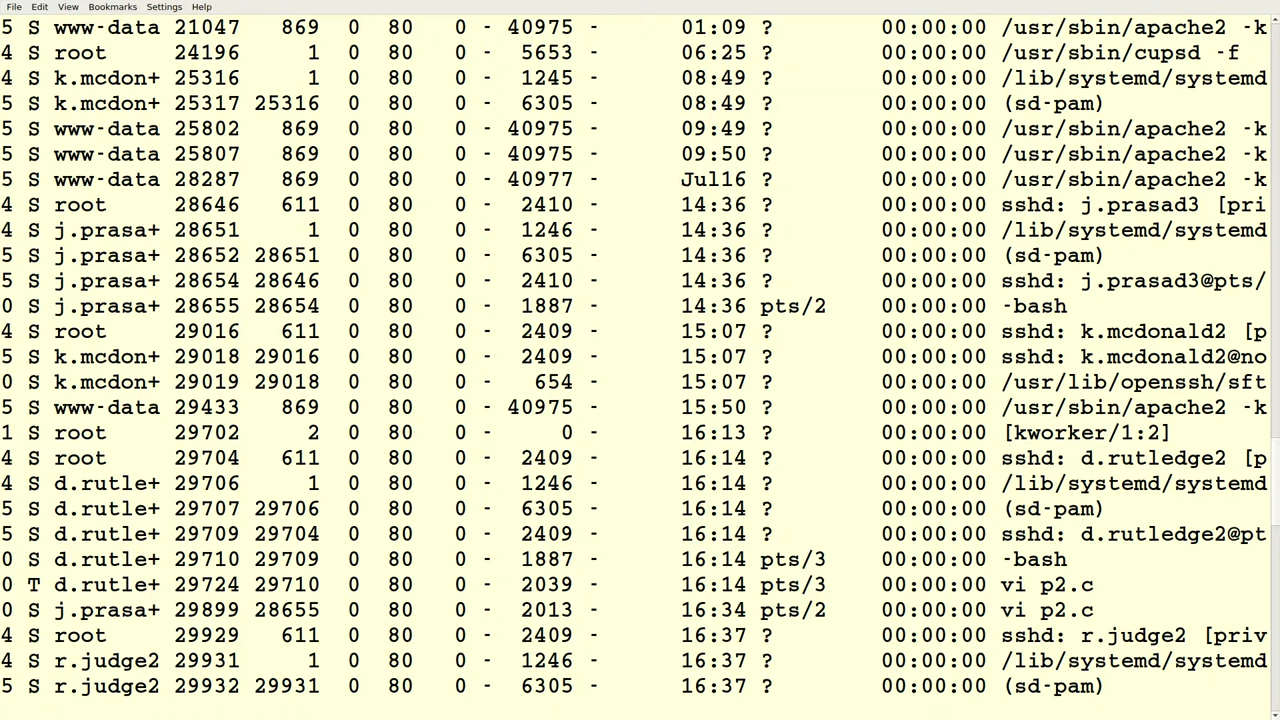 File Edit View Bookmarks Settings Help
5 S www-data 21047 869 0 80 0 - 40975 - 01:09 ? 00:00:00 /usr/sbin/apache2 -k
4 S root 24196 1 0 80 0 - 5653 - 06:25 ? 00:00:00 /usr/sbin/cupsd -f
4 S k.mcdon+ 25316 1 0 80 0 - 1245 - 08:49 ? 00:00:00 /lib/systemd/systemd
5 S k.mcdon+ 25317 25316 0 80 0 - 6305 - 08:49 ? 00:00:00 (sd-pam)
5 S www-data 25802 869 0 80 0 - 40975 - 09:49 ? 00:00:00 /usr/sbin/apache2 -k
5 S www-data 25807 869 0 80 0 - 40975 - 09:50 ? 00:00:00 /usr/sbin/apache2 -k
5 S www-data 28287 869 0 80 0 - 40977 - Jul16 ? 00:00:00 /usr/sbin/apache2 -k
4 S root 28646 611 0 80 0 - 2410 - 14:36 ? 00:00:00 sshd: j.prasad3 [pri
4 S j.prasa+ 28651 1 0 80 0 - 1246 - 14:36 ? 00:00:00 /lib/systemd/systemd
5 S j.prasa+ 28652 28651 0 80 0 - 6305 - 14:36 ? 00:00:00 (sd-pam)
5 S j.prasa+ 28654 28646 0 80 0 - 2410 - 14:36 ? 00:00:00 sshd: j.prasad3@pts/
0 S j.prasa+ 28655 28654 0 80 0 - 1887 - 14:36 pts/2 00:00:00 -bash
4 S root 29016 611 0 80 0 - 2409 - 15:07 ? 00:00:00 sshd: k.mcdonald2 [p
5 S k.mcdon+ 29018 29016 0 80 0 - 2409 - 15:07 ? 00:00:00 sshd: k.mcdonald2@no
0 S k.mcdon+ 29019 29018 0 80 0 - 654 - 15:07 ? 00:00:00 /usr/lib/openssh/sft
5 S www-data 29433 869 0 80 0 - 40975 - 15:50 ? 00:00:00 /usr/sbin/apache2 -k
1 S root 29702 2 0 80 0 - 0 - 16:13 ? 00:00:00 [kworker/1:2]
4 S root 29704 611 0 80 0 - 2409 - 16:14 ? 00:00:00 sshd: d.rutledge2 [p
4 S d.rutle+ 29706 1 0 80 0 - 1246 - 16:14 ? 00:00:00 /lib/systemd/systemd
5 S d.rutle+ 29707 29706 0 80 0 - 6305 - 16:14 ? 00:00:00 (sd-pam)
5 S d.rutle+ 29709 29704 0 80 0 - 2409 - 16:14 ? 00:00:00 sshd: d.rutledge2@pt
0 S d.rutle+ 29710 29709 0 80 0 - 1887 - 16:14 pts/3 00:00:00 -bash
0 T d.rutle+ 29724 29710 0 80 0 - 2039 - 16:14 pts/3 00:00:00 vi p2.c
0 S j.prasa+ 29899 28655 0 80 0 - 2013 - 16:34 pts/2 00:00:00 vi p2.c
4 S root 29929 611 0 80 0 - 2409 - 16:37 ? 00:00:00 sshd: r.judge2 [priv
4 S r.judge2 29931 1 0 80 0 - 1246 - 16:37 ? 00:00:00 /lib/systemd/systemd
5 S r.judge2 29932 29931 0 80 0 - 6305 - 16:37 ? 00:00:00 (sd-pam)